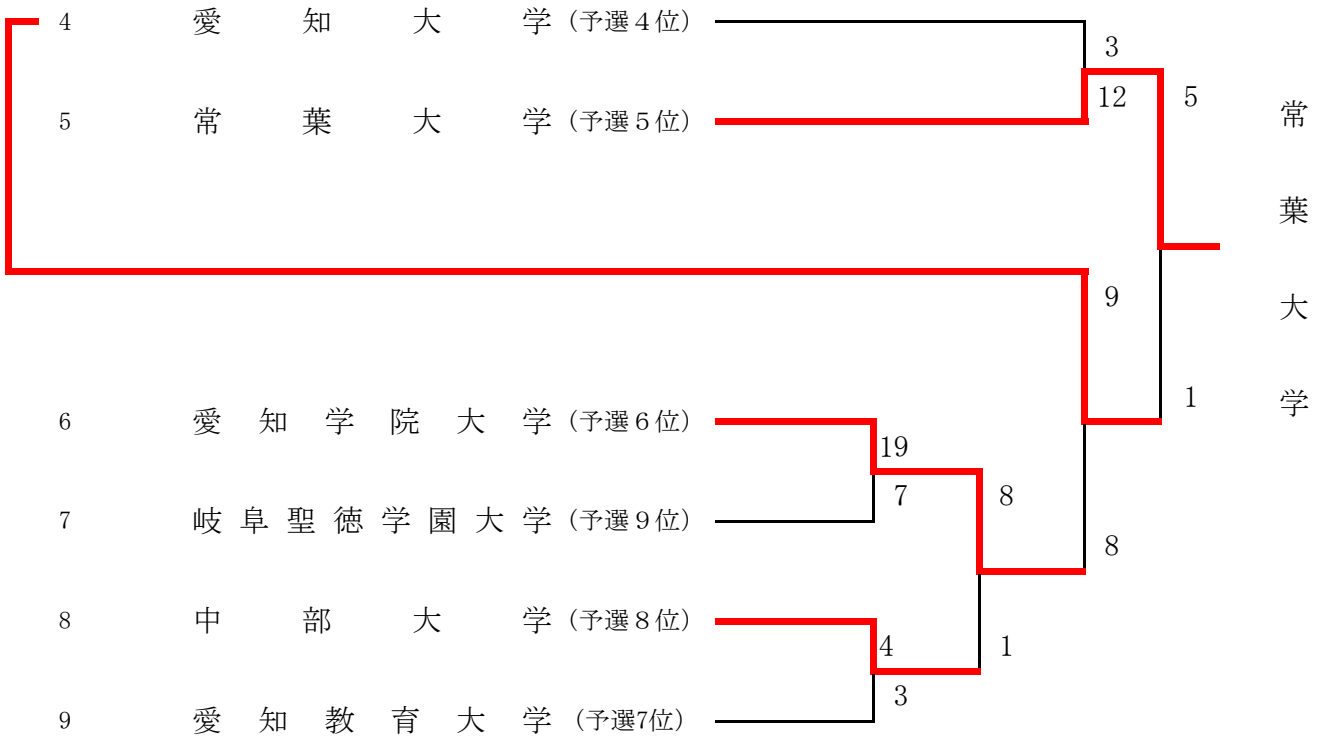 4 愛知大学 (予選4位)
3
12
5
5 常葉大学 (予選5位)
常葉大学
9
1
6 愛知学院大学 (予選6位)
19
7
8
7 岐阜聖徳学園大学 (予選9位)
8
8 中部大学 (予選8位)
4
1
3
9 愛知教育大学 (予選7位)